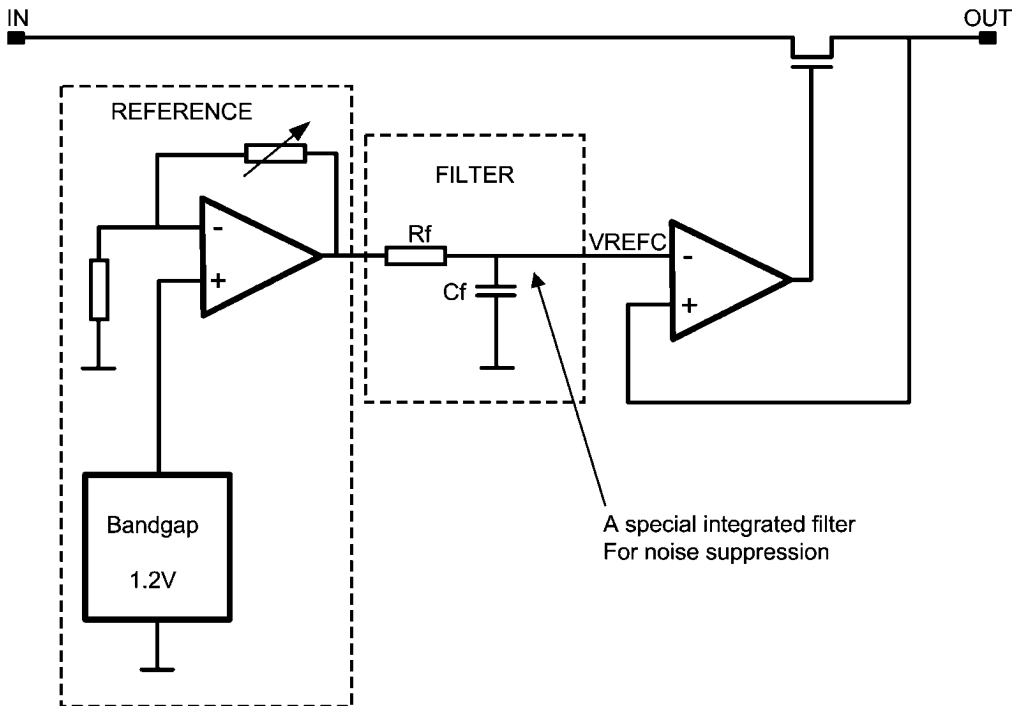 IN
OUT
REFERENCE
FILTER
-
+
Rf
Cf
VREFC
-
+
Bandgap
1.2V
A special integrated filter
For noise suppression